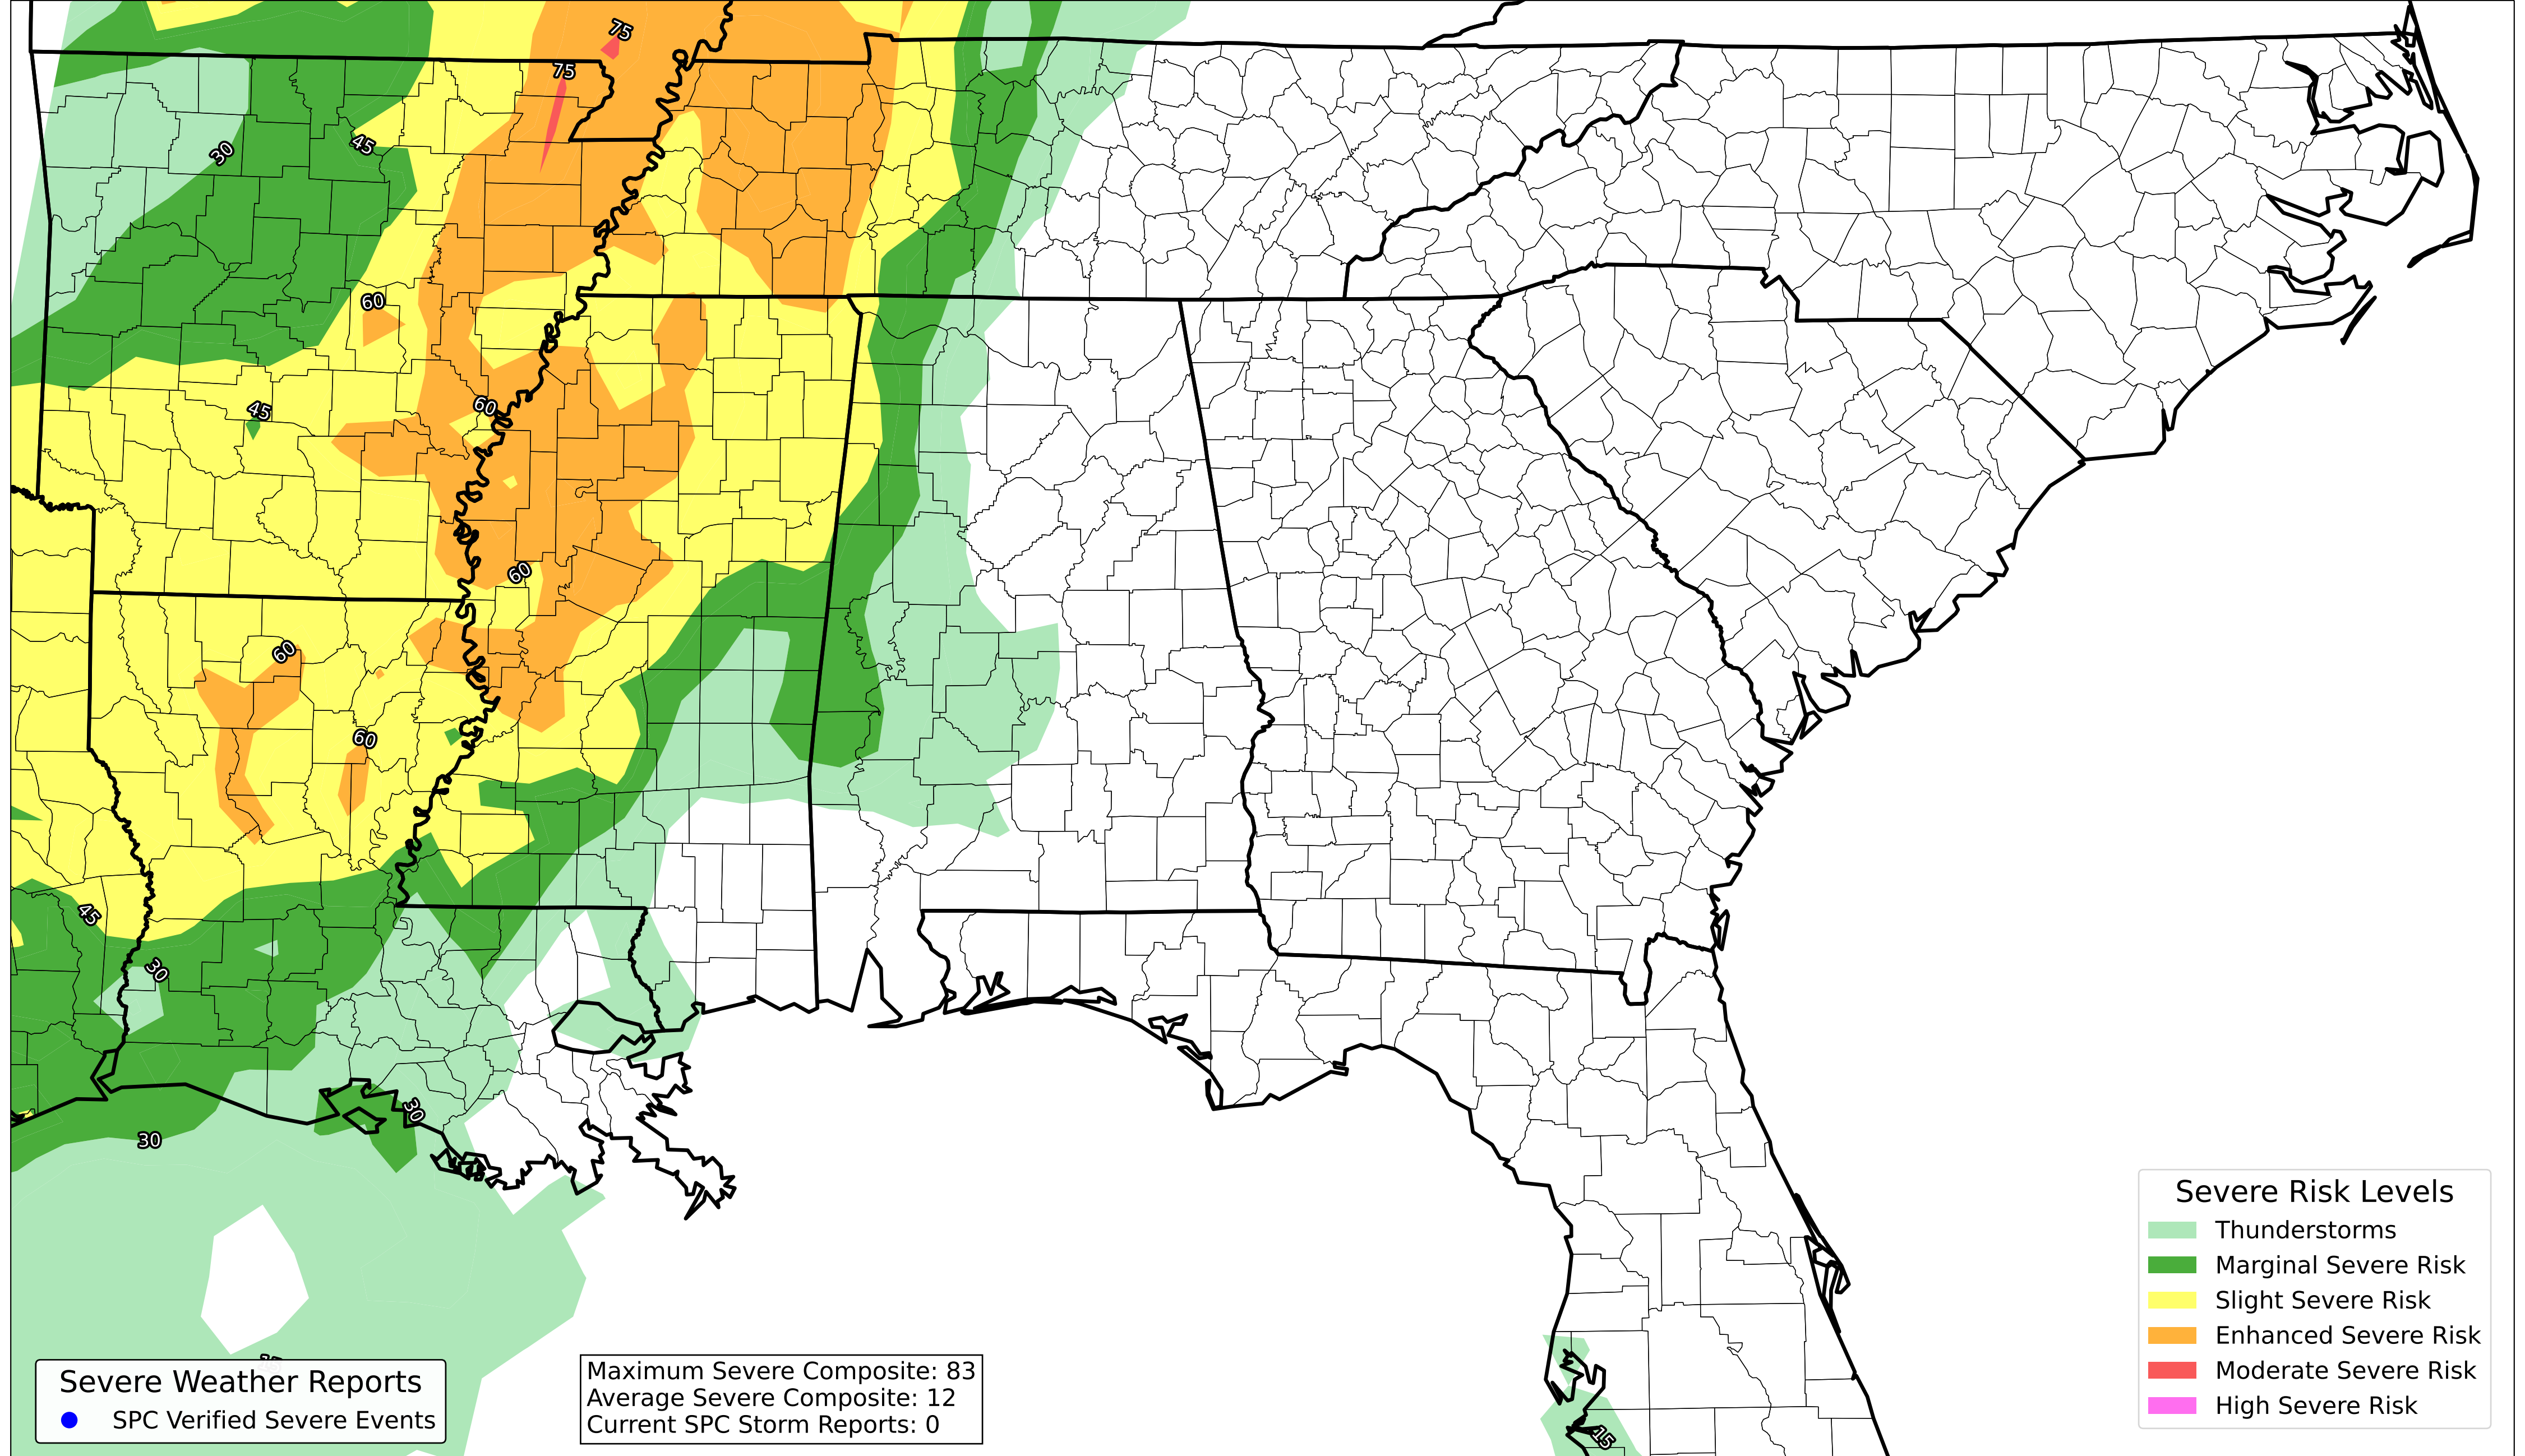 75
75
45
30
60
45
60
60
60
60
45
30
30
30
15
Severe Risk Levels
Thunderstorms
Marginal Severe Risk
Slight Severe Risk
Enhanced Severe Risk
Moderate Severe Risk
High Severe Risk
Severe Weather Reports
SPC Verified Severe Events
Maximum Severe Composite: 83
Average Severe Composite: 12
Current SPC Storm Reports: 0